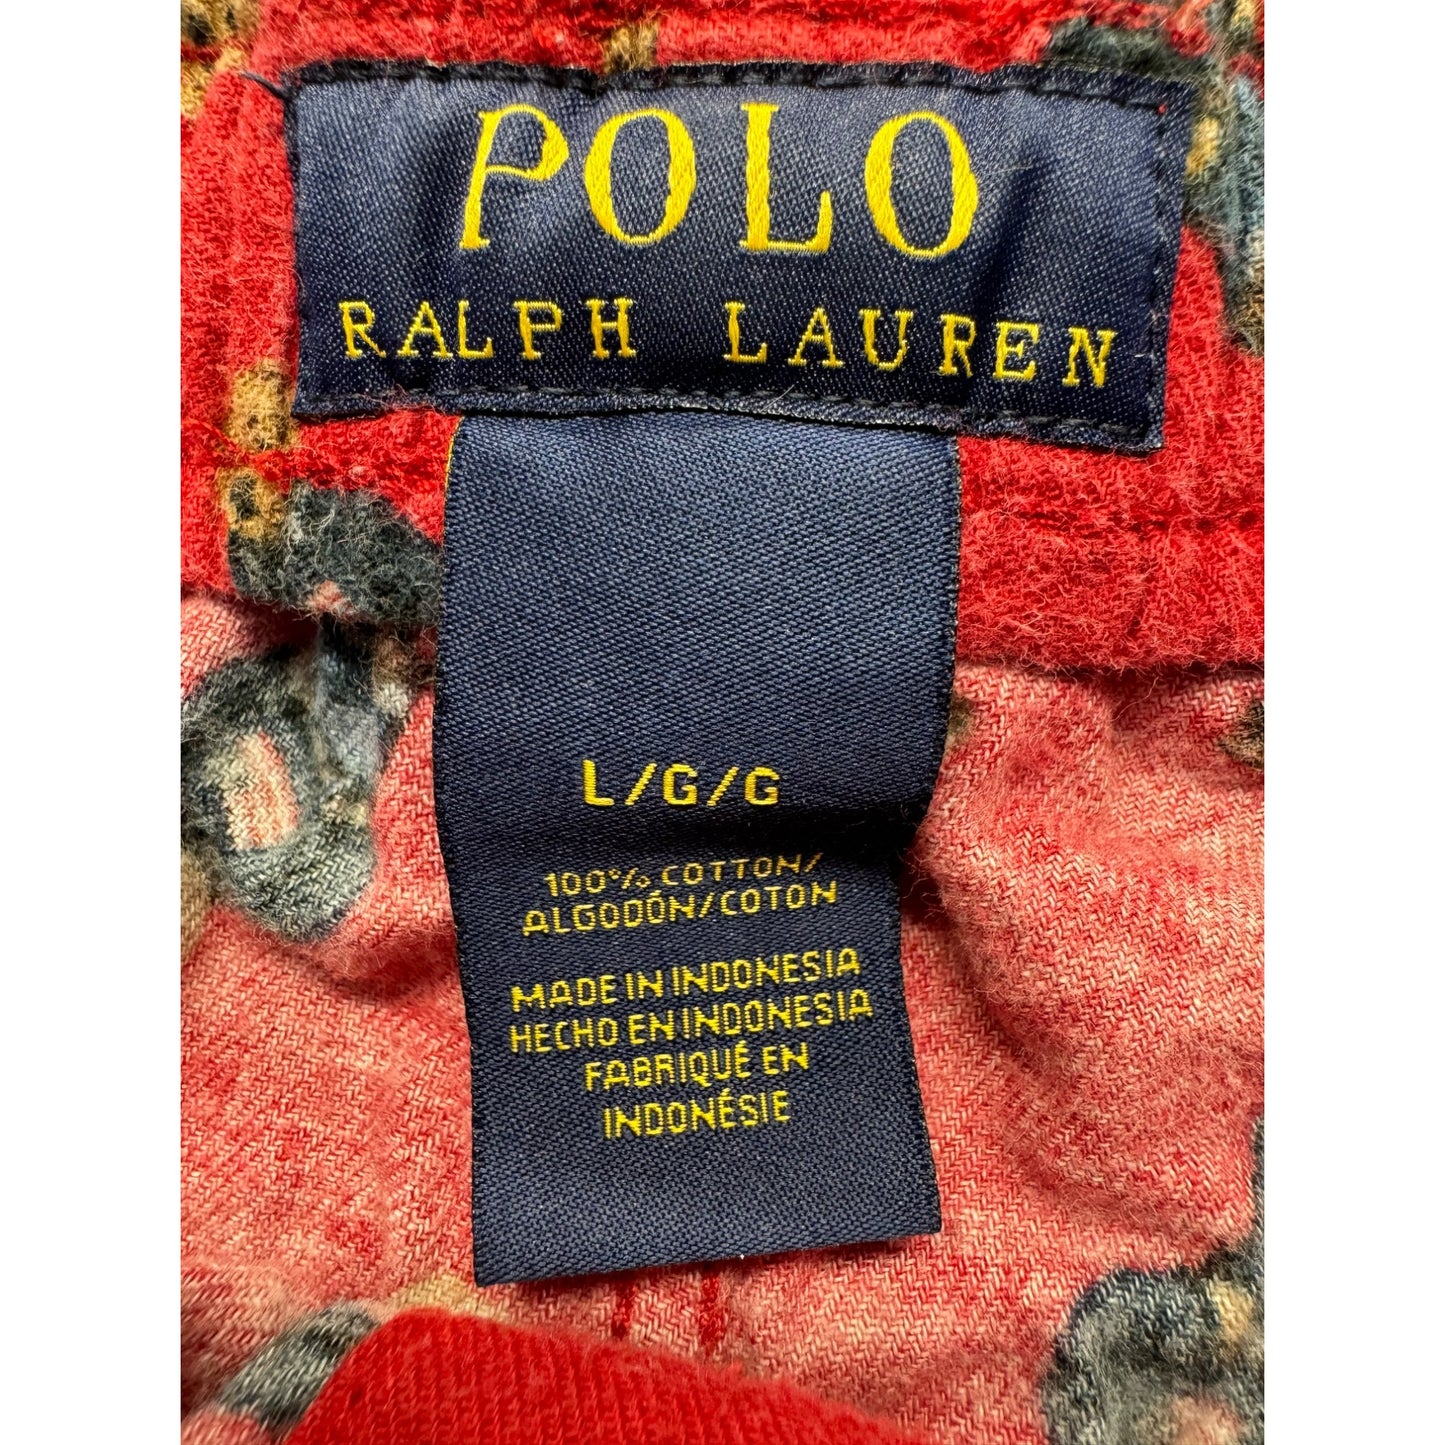 POLO
RALPH LAUREN
L/G/G
100% COTTON/
ALGODÓN/COTON
MADE IN INDONESIA
HECHO EN INDONESIA
FABRIQUÉ EN
INDONÉSIE